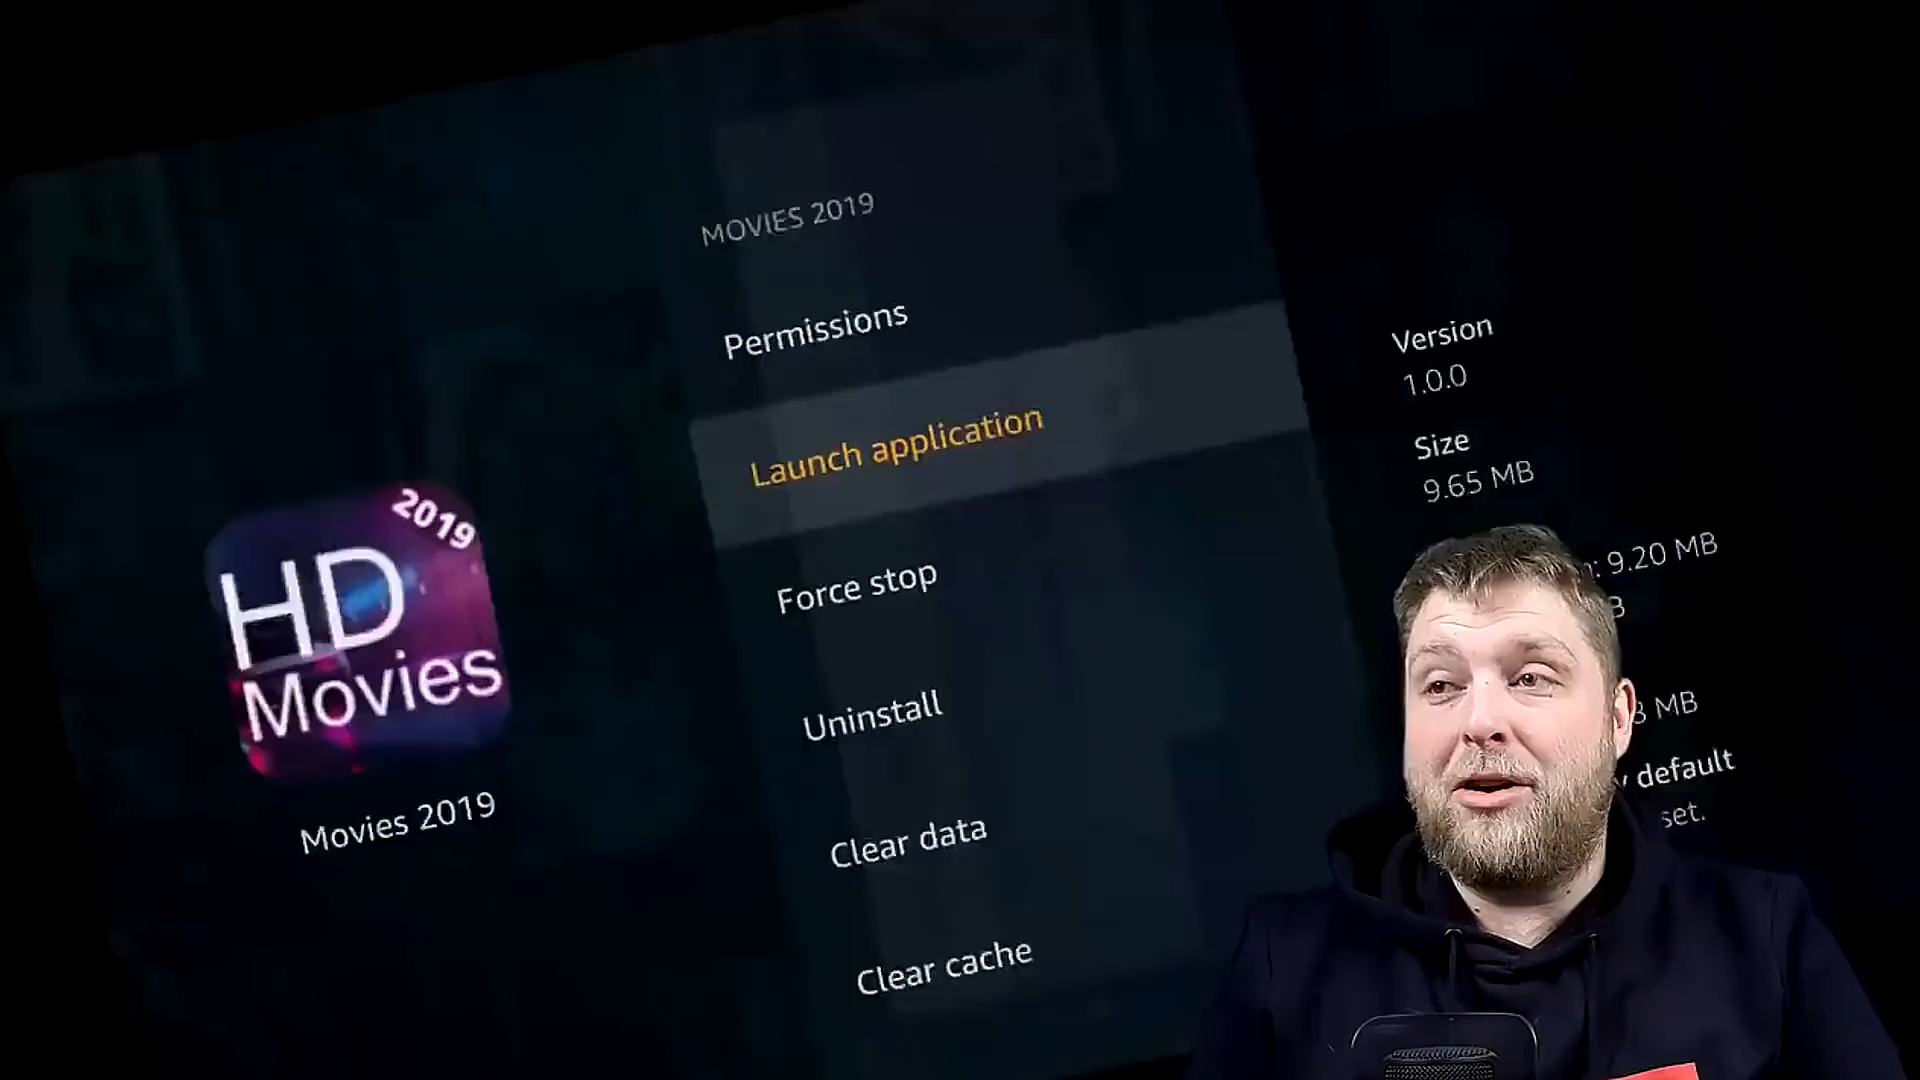 MOVIES 2019
Permissions
Launch application
Force stop
Uninstall
Clear data
Clear cache
2019
HD
Movies
Movies 2019
Version
1.0.0
Size
9.65 MB
: 9.20 MB
MB
default
set.